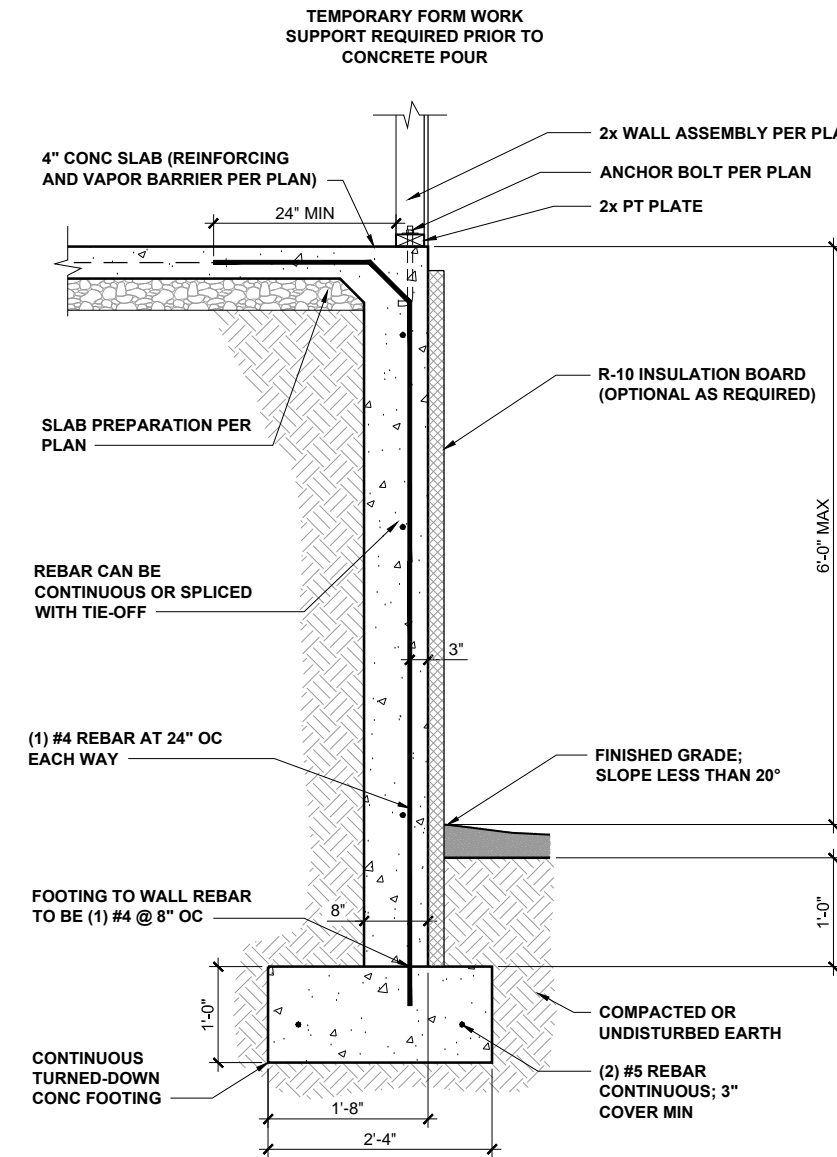 TEMPORARY FORM WORK
SUPPORT REQUIRED PRIOR TO
CONCRETE POUR
4" CONC SLAB (REINFORCING
AND VAPOR BARRIER PER PLAN)
24" MIN
2x WALL ASSEMBLY PER PLA
ANCHOR BOLT PER PLAN
2x PT PLATE
R-10 INSULATION BOARD
(OPTIONAL AS REQUIRED)
SLAB PREPARATION PER
PLAN
6'-0" MAX
REBAR CAN BE
CONTINUOUS OR SPLICED
WITH TIE-OFF
3"
(1) #4 REBAR AT 24" OC
EACH WAY
FINISHED GRADE;
SLOPE LESS THAN 20°
FOOTING TO WALL REBAR
TO BE (1) #4 @ 8" OC
8"
1'-0"
1'-0"
COMPACTED OR
UNDISTURBED EARTH
CONTINUOUS
TURNED-DOWN
CONC FOOTING
(2) #5 REBAR
CONTINUOUS; 3"
COVER MIN
1'-8"
2'-4"